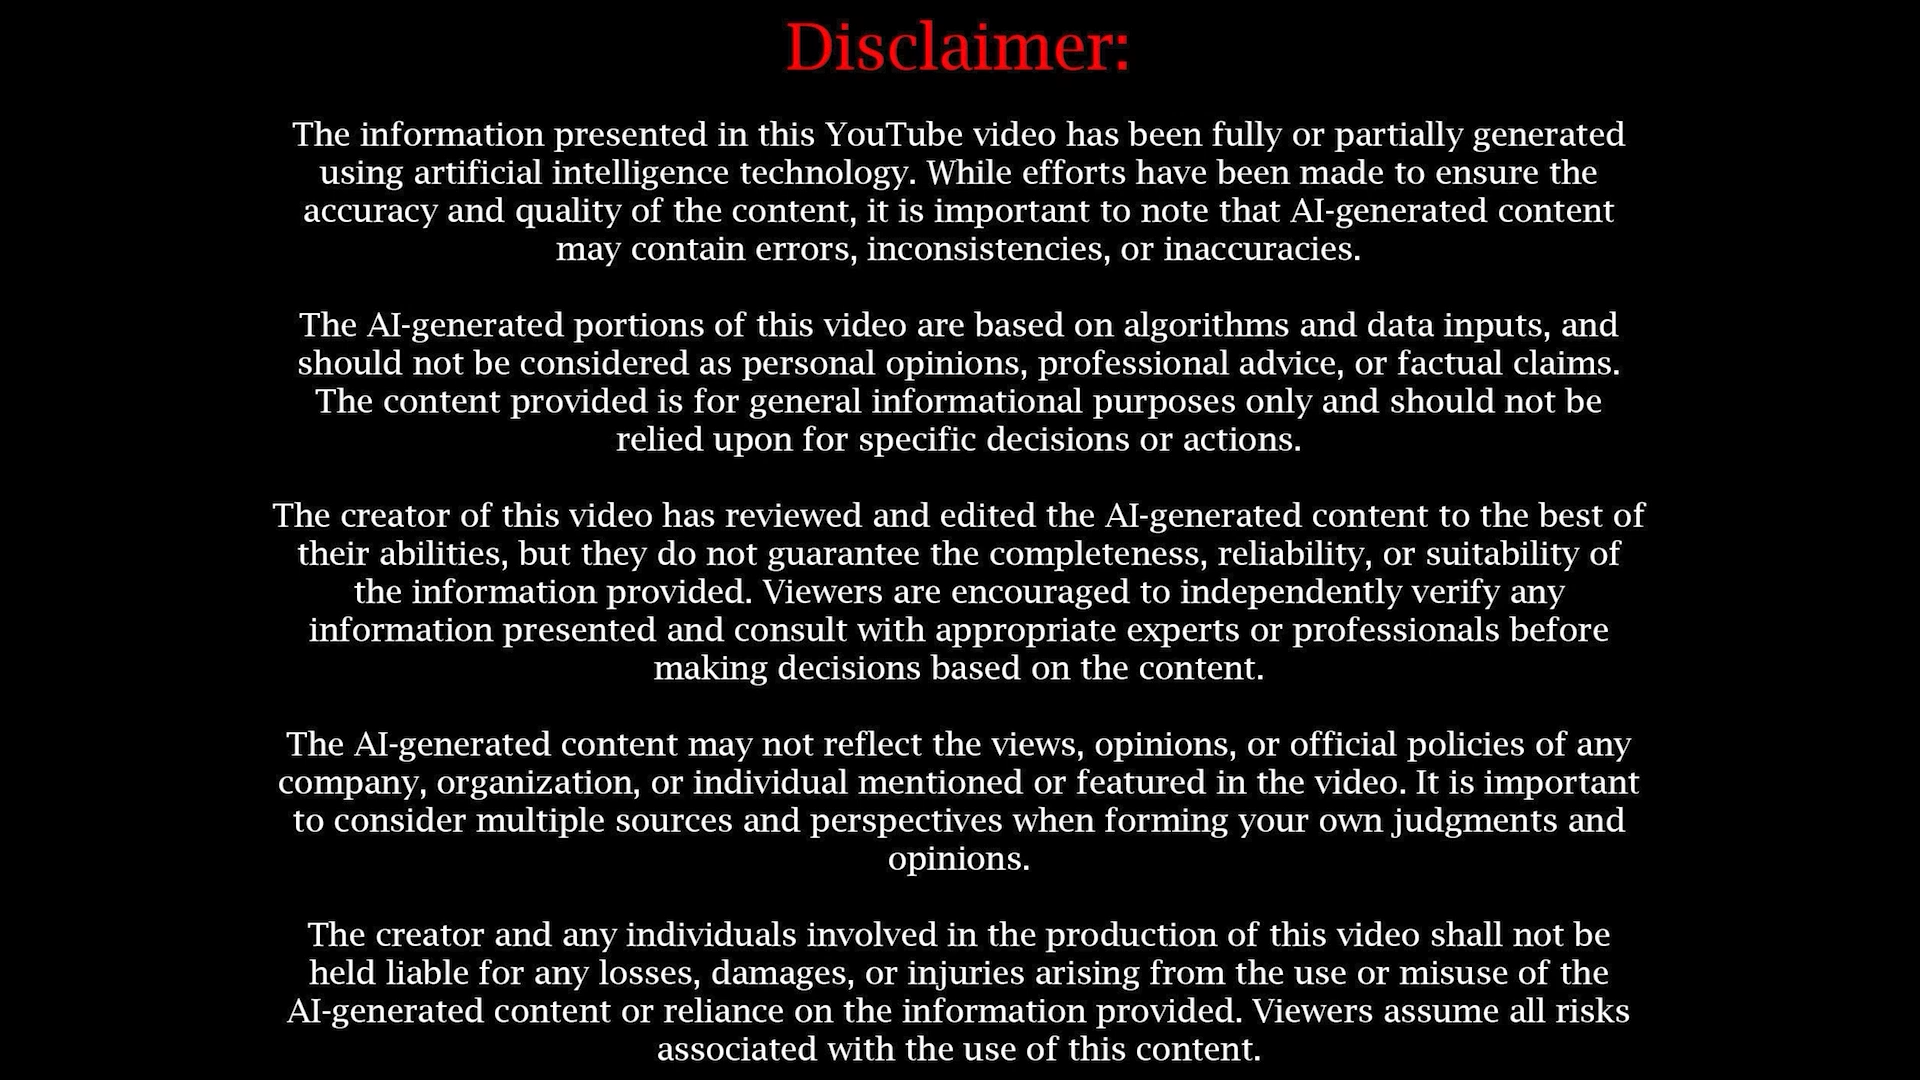 Disclaimer:
The information presented in this YouTube video has been fully or partially generated
using artificial intelligence technology. While efforts have been made to ensure the
accuracy and quality of the content, it is important to note that AI-generated content
may contain errors, inconsistencies, or inaccuracies.
The AI-generated portions of this video are based on algorithms and data inputs, and
should not be considered as personal opinions, professional advice, or factual claims.
The content provided is for general informational purposes only and should not be
relied upon for specific decisions or actions.
The creator of this video has reviewed and edited the AI-generated content to the best of
their abilities, but they do not guarantee the completeness, reliability, or suitability of
the information provided. Viewers are encouraged to independently verify any
information presented and consult with appropriate experts or professionals before
making decisions based on the content.
The AI-generated content may not reflect the views, opinions, or official policies of any
company, organization, or individual mentioned or featured in the video. It is important
to consider multiple sources and perspectives when forming your own judgments and
opinions.
The creator and any individuals involved in the production of this video shall not be
held liable for any losses, damages, or injuries arising from the use or misuse of the
AI-generated content or reliance on the information provided. Viewers assume all risks
associated with the use of this content.